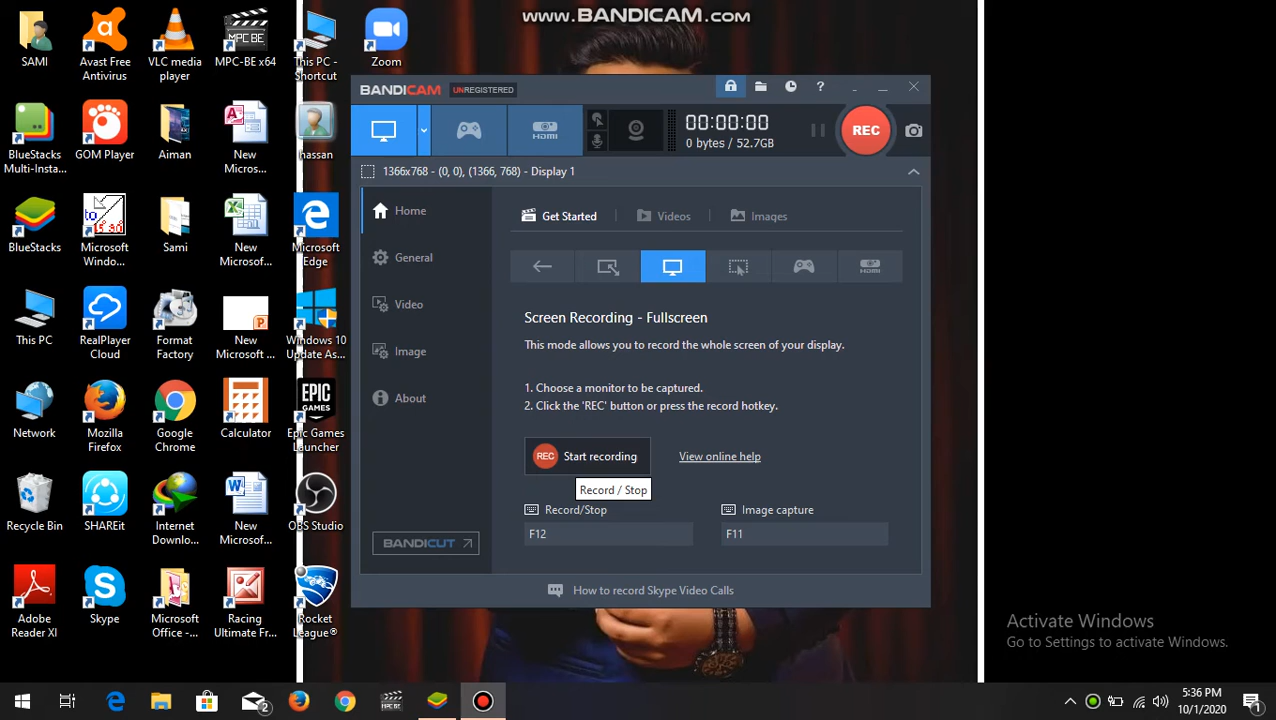 www.BANDICAM.com
SAMI
Avast Free
Antivirus
VLC media
player
MPC-BE x64
This PC -
Shortcut
Zoom
BlueStacks
Multi-Insta...
GOM Player
Aiman
New
Micros...
hassan
BlueStacks
Microsoft
Windo...
Sami
New
Microsof...
Microsoft
Edge
This PC
RealPlayer
Cloud
Format
Factory
New
Microsoft ...
Windows 10
Update As...
Network
Mozilla
Firefox
Google
Chrome
Calculator
EPIC
GAMES
Epic Games
Launcher
Recycle Bin
SHAREit
Internet
Downlo...
New
Microsof...
OBS Studio
Adobe
Reader XI
Skype
Microsoft
Office -...
Racing
Ultimate Fr...
Rocket
League®
BANDICAM UNREGISTERED
HDMI
00:00:00
0 bytes / 52.7GB
REC
1366x768 - (0, 0), (1366, 768) - Display 1
Home
General
Video
Image
About
BANDICUT
Get Started
Videos
Images
HDMI
Screen Recording - Fullscreen
This mode allows you to record the whole screen of your display.
1. Choose a monitor to be captured.
2. Click the 'REC' button or press the record hotkey.
REC Start recording
View online help
Record / Stop
Record/Stop
Image capture
F12
F11
How to record Skype Video Calls
Activate Windows
Go to Settings to activate Windows.
2
MPC BE
5:36 PM
10/1/2020
1